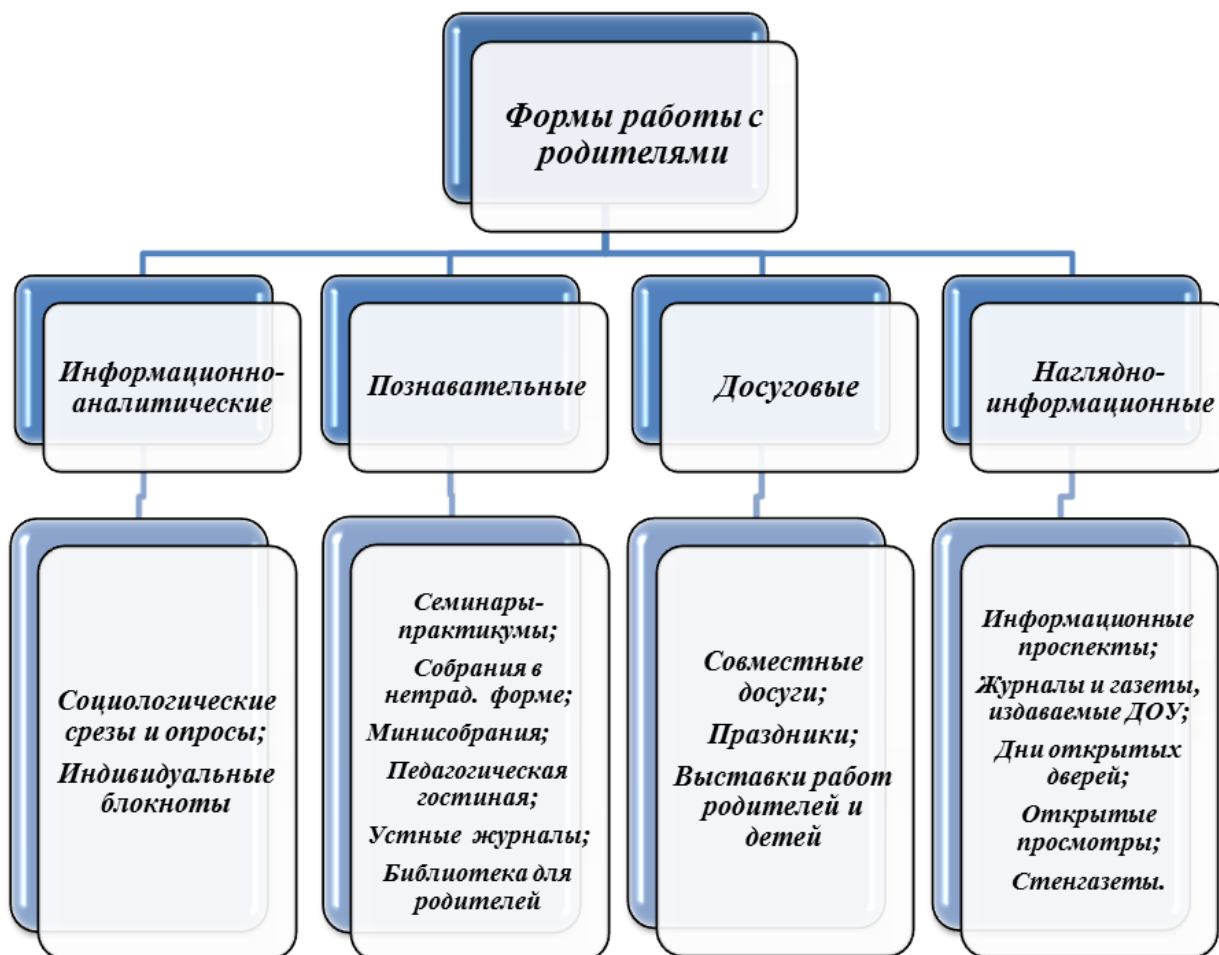 Формы работы с
родителями
Информационно-
аналитические
Познавательные
Досуговые
Наглядно-
информационные
Социологические
срезы и опросы;
Индивидуальные
блокноты
Семинары-
практикумы;
Собрания в
нетрад. форме;
Минисобрания;
Педагогическая
гостиная;
Устные журналы;
Библиотека для
родителей
Совместные
досуги;
Праздники;
Выставки работ
родителей и
детей
Информационные
проспекты;
Журналы и газеты,
издаваемые ДОУ;
Дни открытых
дверей;
Открытые
просмотры;
Стенгазеты.